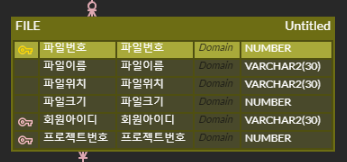 FILE Untitled
파일번호 파일번호 Domain NUMBER
파일이름 파일이름 Domain VARCHAR2(30)
파일위치 파일위치 Domain VARCHAR2(30)
파일크기 파일크기 Domain NUMBER
회원아이디 회원아이디 Domain VARCHAR2(30)
프로젝트번호 프로젝트번호 Domain NUMBER